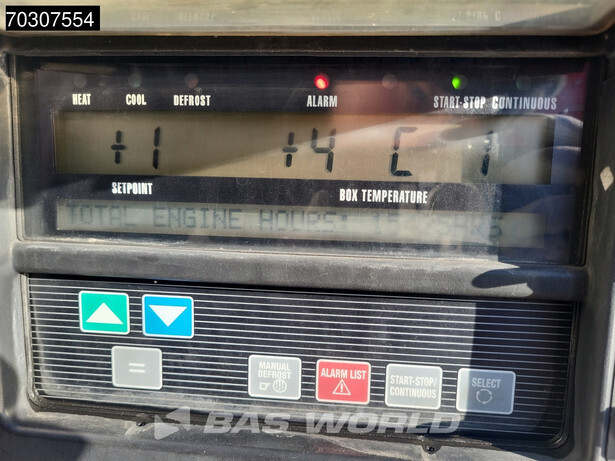 70307554
HEAT COOL DEFROST ALARM START-STOP CONTINUOUS
+1 +4 C 1
SETPOINT BOX TEMPERATURE
TOTAL ENGINE HOURS:
=
MANUAL DEFROST
ALARM LIST
START-STOP/ CONTINUOUS
SELECT
BAS WORLD